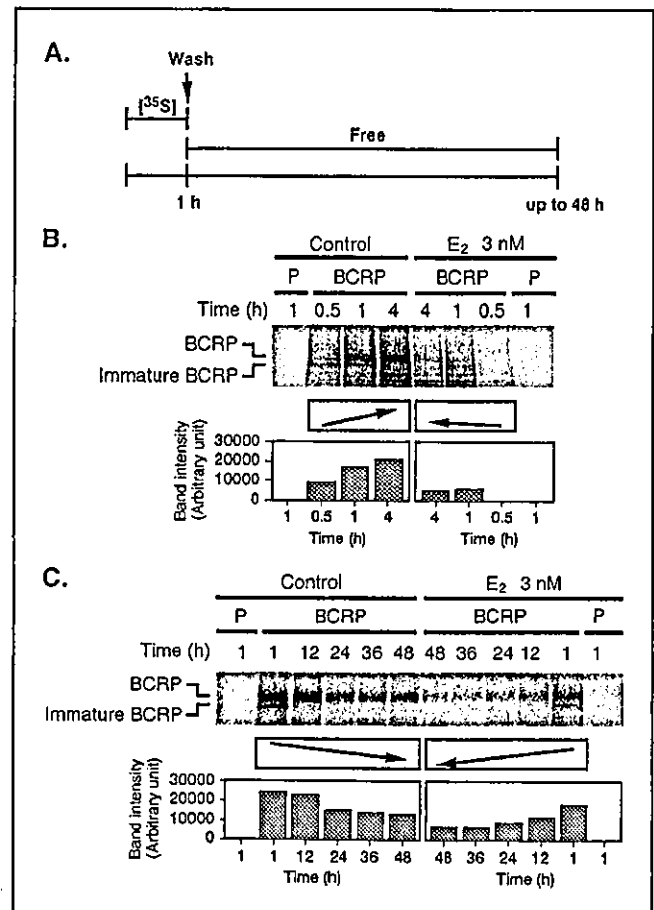 A.
Wash
[³⁵S]
Free
1 h
up to 48 h
B.
Control
E₂ 3 nM
P
BCRP
BCRP
P
Time (h)
1
0.5
1
4
4
1
0.5
1
BCRP
Immature BCRP
Band intensity
(Arbitrary unit)
30000
20000
10000
0
1
0.5
1
4
4
1
0.5
1
Time (h)
Time (h)
C.
Control
E₂ 3 nM
P
BCRP
BCRP
P
Time (h)
1
1
12
24
36
48
48
36
24
12
1
1
BCRP
Immature BCRP
Band intensity
(Arbitrary unit)
30000
20000
10000
0
1
1
12
24
36
48
48
36
24
12
1
1
Time (h)
Time (h)